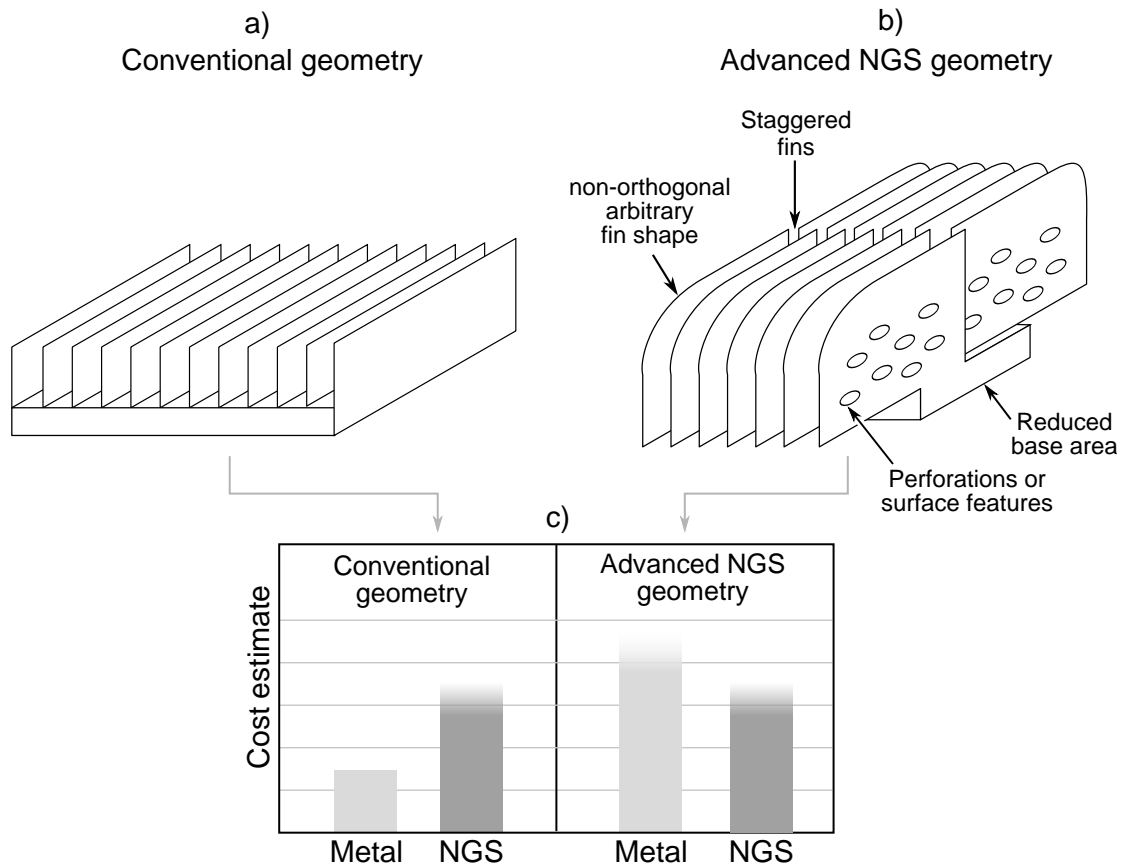 a)
Conventional geometry
b)
Advanced NGS geometry
Staggered
fins
non-orthogonal
arbitrary
fin shape
Reduced
base area
Perforations or
surface features
c)
Conventional
geometry
Advanced NGS
geometry
Cost estimate
Metal
NGS
Metal
NGS